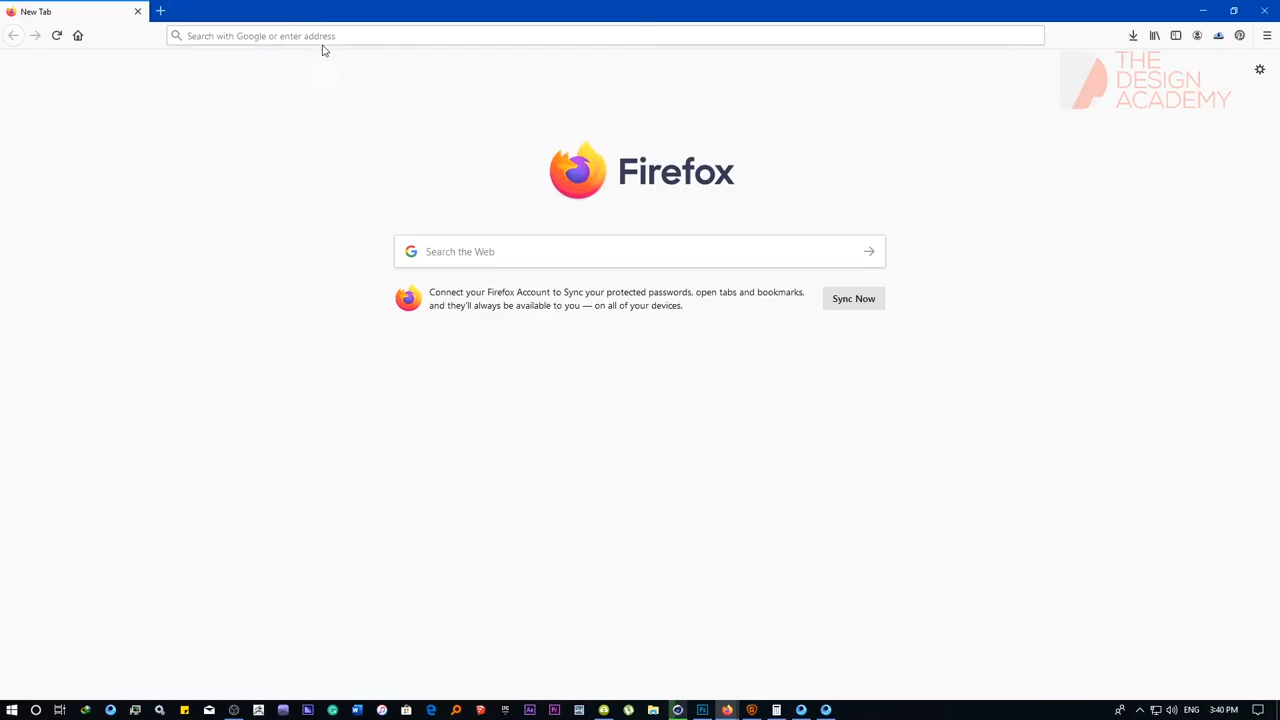 New Tab
Search with Google or enter address
THE
DESIGN
ACADEMY
Firefox
Search the Web
Connect your Firefox Account to Sync your protected passwords, open tabs and bookmarks,
and they'll always be available to you — on all of your devices.
Sync Now
ENG
3:40 PM